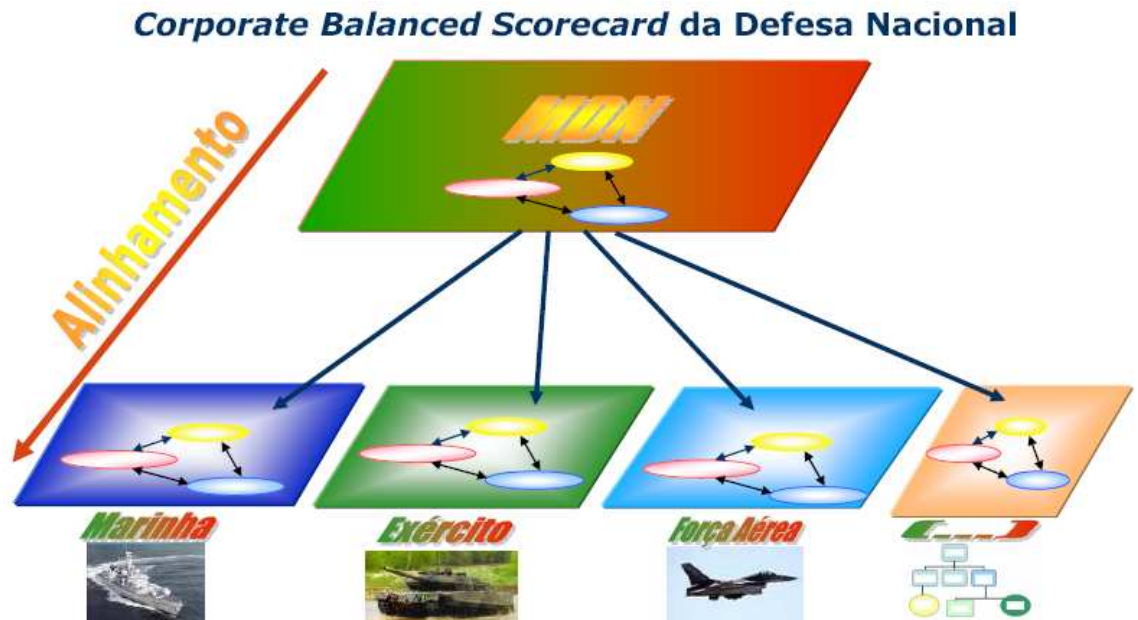 Corporate Balanced Scorecard da Defesa Nacional
Alinhamento
MDN
Marinha
Exército
Força Aérea
(...)